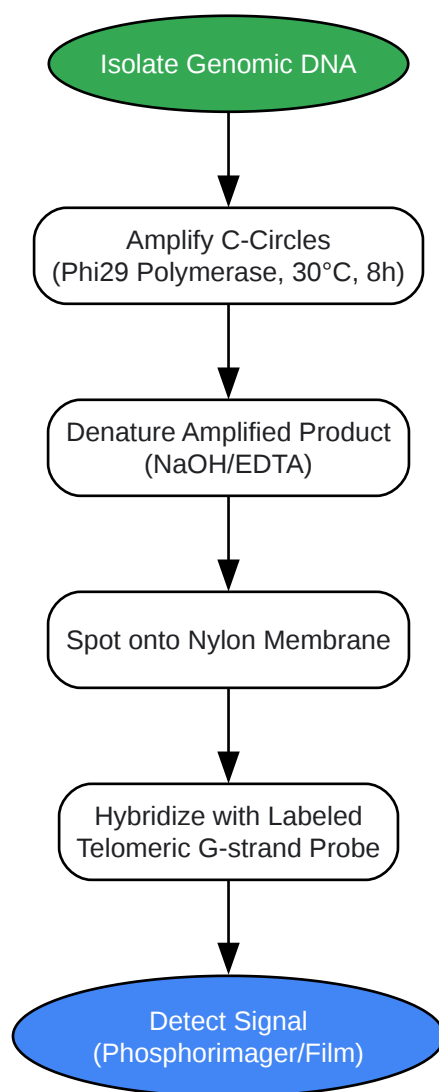 Isolate Genomic DNA
Amplify C-Circles
(Phi29 Polymerase, 30°C, 8h)
Denature Amplified Product
(NaOH/EDTA)
Spot onto Nylon Membrane
Hybridize with Labeled
Telomeric G-strand Probe
Detect Signal
(Phosphorimager/Film)